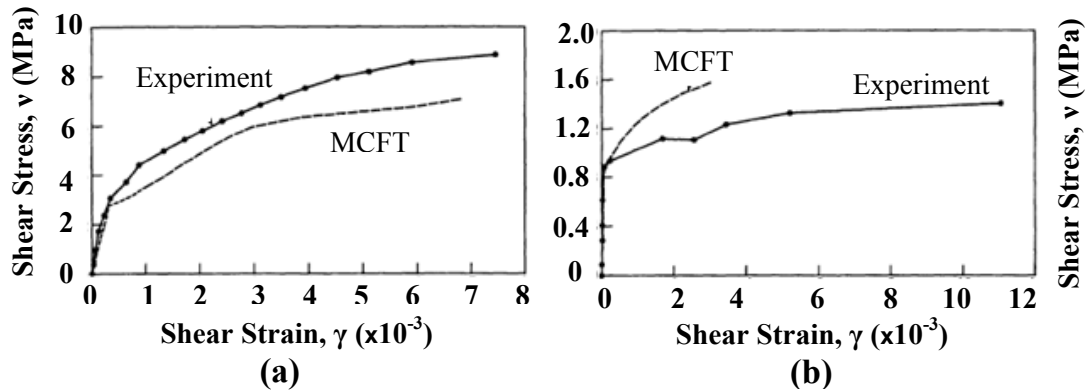 Shear Stress, ν (MPa)
10
8
6
4
2
0
Experiment
MCFT
0 1 2 3 4 5 6 7 8
Shear Strain, γ (x10-3)
(a)
2.0
1.6
1.2
0.8
0.4
0
MCFT
Experiment
0 2 4 6 8 10 12
Shear Strain, γ (x10-3)
(b)
Shear Stress, ν (MPa)